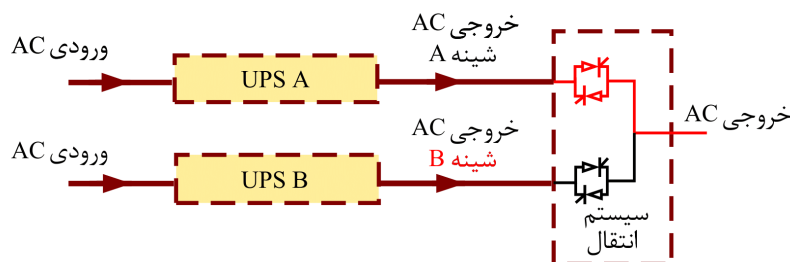 ورودی AC
UPS A
خروجی AC
شینه A
خروجی AC
ورودی AC
UPS B
خروجی AC
شینه B
سیستم
انتقال